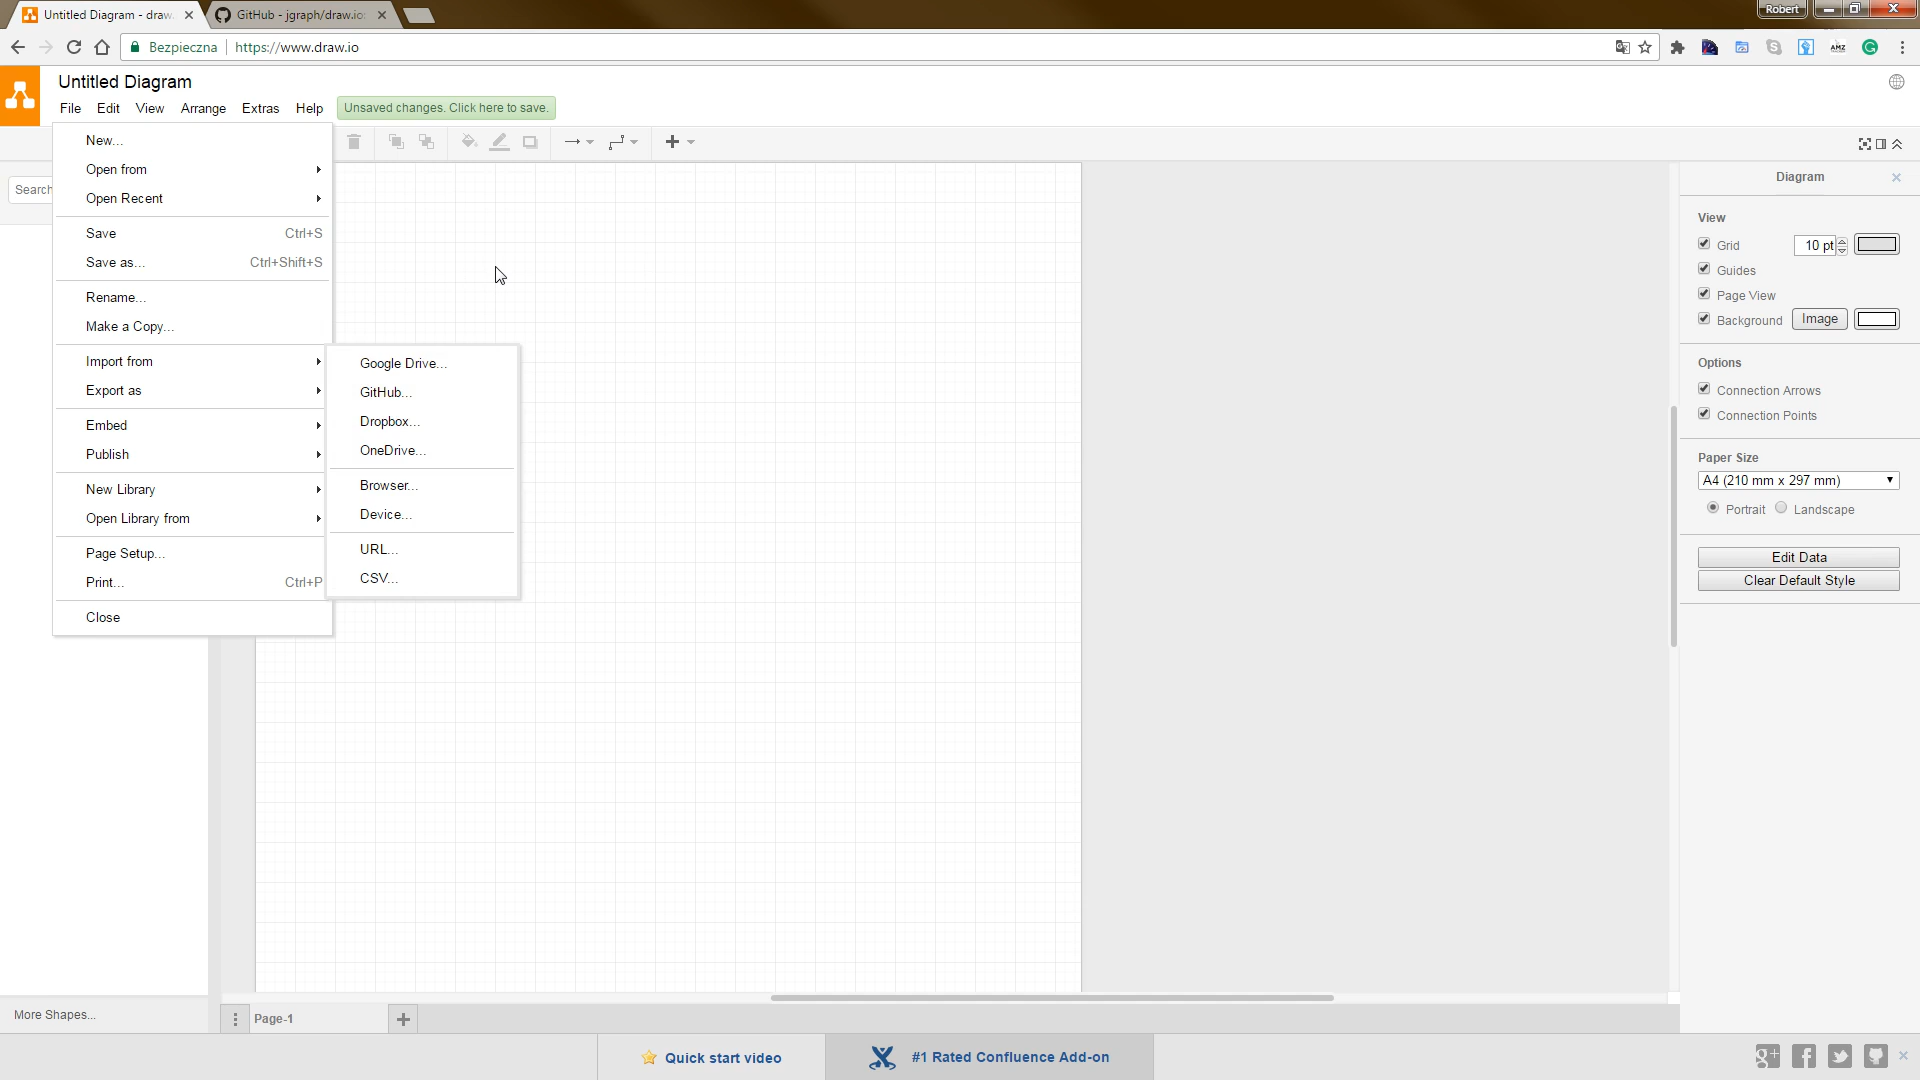 Untitled Diagram - draw.
GitHub - jgraph/draw.io:
Robert
Bezpieczna
https://www.draw.io
AMZ
Untitled Diagram
File Edit View Arrange Extras Help
Unsaved changes. Click here to save.
New...
Open from
Open Recent
Save Ctrl+S
Save as... Ctrl+Shift+S
Rename...
Make a Copy...
Import from
Export as
Embed
Publish
New Library
Open Library from
Page Setup...
Print... Ctrl+P
Close
Search
Google Drive...
GitHub...
Dropbox...
OneDrive...
Browser...
Device...
URL...
CSV...
Diagram
View
Grid 10 pt
Guides
Page View
Background Image
Options
Connection Arrows
Connection Points
Paper Size
A4 (210 mm x 297 mm)
Portrait Landscape
Edit Data
Clear Default Style
More Shapes...
Page-1
Quick start video
#1 Rated Confluence Add-on
g+